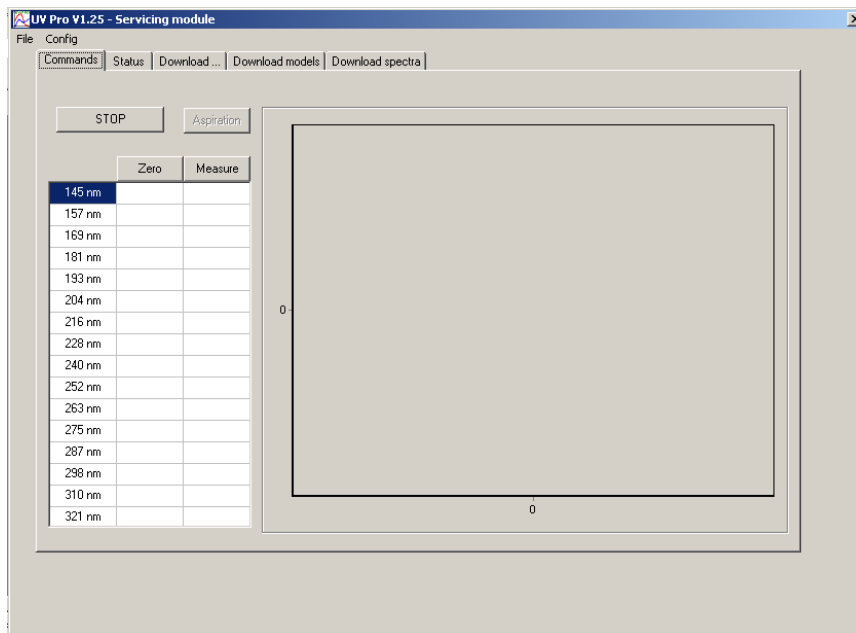 UV Pro V1.25 - Servicing module
File Config
Commands Status Download ... Download models Download spectra
STOP Aspiration
Zero Measure
145 nm
157 nm
169 nm
181 nm
193 nm
204 nm
216 nm
228 nm
240 nm
252 nm
263 nm
275 nm
287 nm
298 nm
310 nm
321 nm
0
0